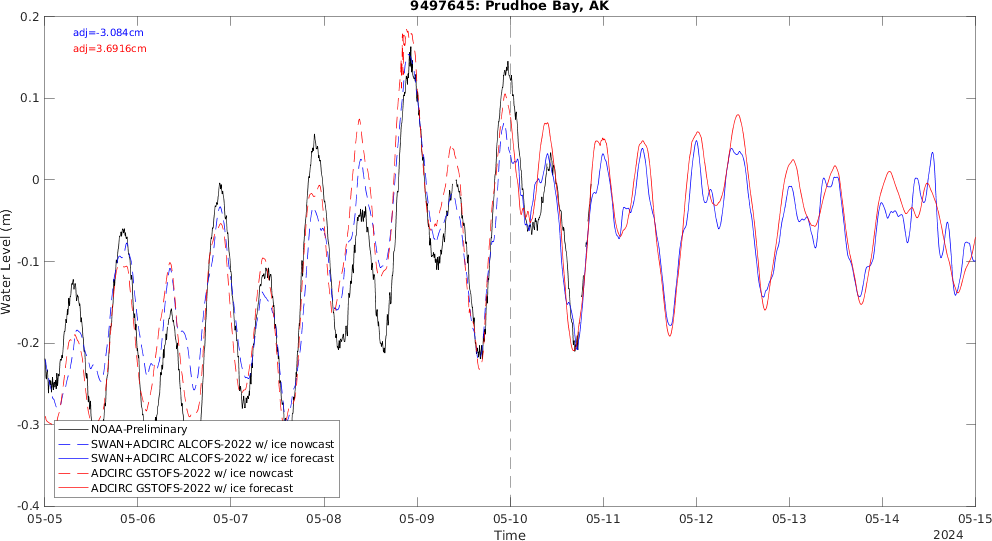 9497645: Prudhoe Bay, AK
adj=-3.084cm
adj=3.6916cm
Water Level (m)
0.2
0.1
0
-0.1
-0.2
-0.3
-0.4
NOAA-Preliminary
SWAN+ADCIRC ALCOFS-2022 w/ ice nowcast
SWAN+ADCIRC ALCOFS-2022 w/ ice forecast
ADCIRC GSTOFS-2022 w/ ice nowcast
ADCIRC GSTOFS-2022 w/ ice forecast
05-05 05-06 05-07 05-08 05-09 05-10 05-11 05-12 05-13 05-14 05-15
Time
2024